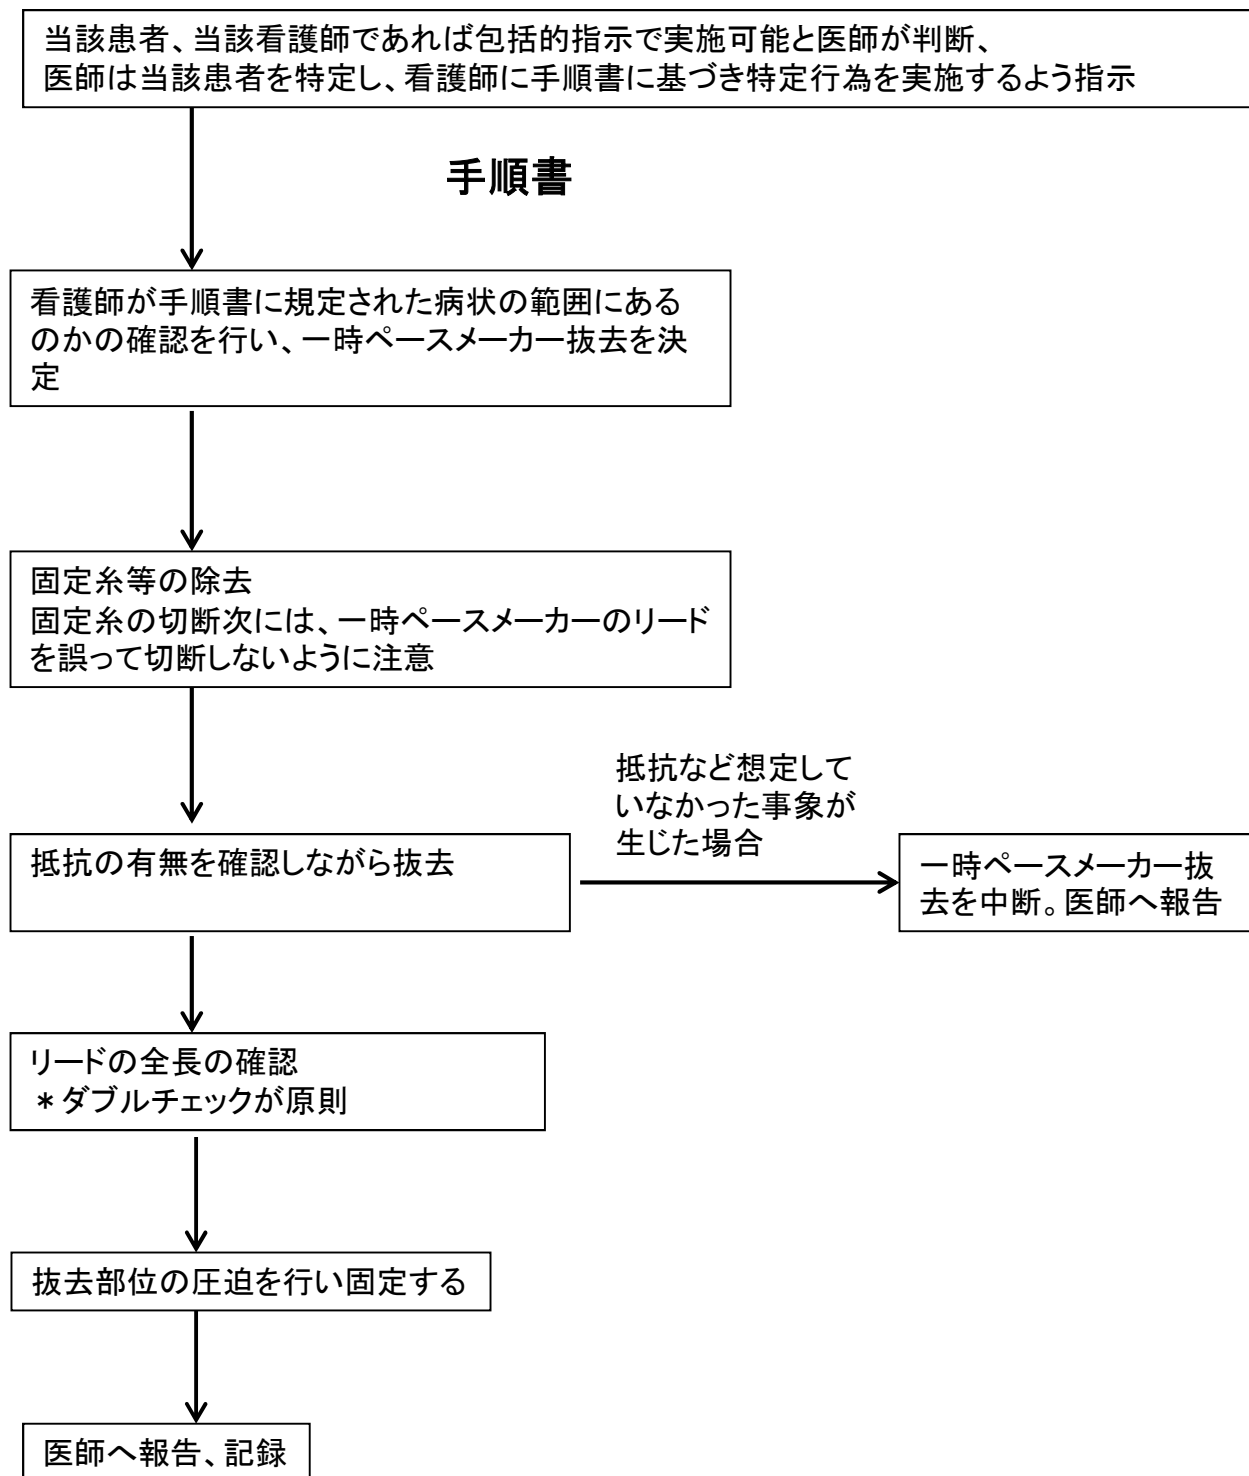 当該患者、当該看護師であれば包括的指示で実施可能と医師が判断、
医師は当該患者を特定し、看護師に手順書に基づき特定行為を実施するよう指示
手順書
看護師が手順書に規定された病状の範囲にある
のかの確認を行い、一時ペースメーカー抜去を決
定
固定糸等の除去
固定糸の切断次には、一時ペースメーカーのリード
を誤って切断しないように注意
抵抗など想定して
いなかった事象が
生じた場合
抵抗の有無を確認しながら抜去
一時ペースメーカー抜
去を中断。医師へ報告
リードの全長の確認
＊ダブルチェックが原則
抜去部位の圧迫を行い固定する
医師へ報告、記録